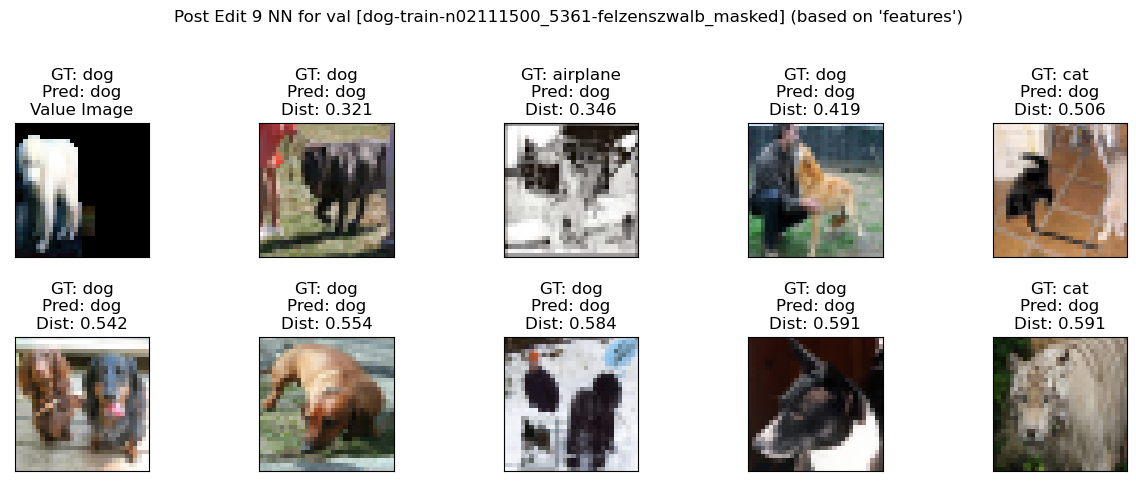 Post Edit 9 NN for val [dog-train-n02111500_5361-felzenszwalb_masked] (based on 'features')
GT: dog
Pred: dog
Value Image
GT: dog
Pred: dog
Dist: 0.321
GT: airplane
Pred: dog
Dist: 0.346
GT: dog
Pred: dog
Dist: 0.419
GT: cat
Pred: dog
Dist: 0.506
GT: dog
Pred: dog
Dist: 0.542
GT: dog
Pred: dog
Dist: 0.554
GT: dog
Pred: dog
Dist: 0.584
GT: dog
Pred: dog
Dist: 0.591
GT: cat
Pred: dog
Dist: 0.591